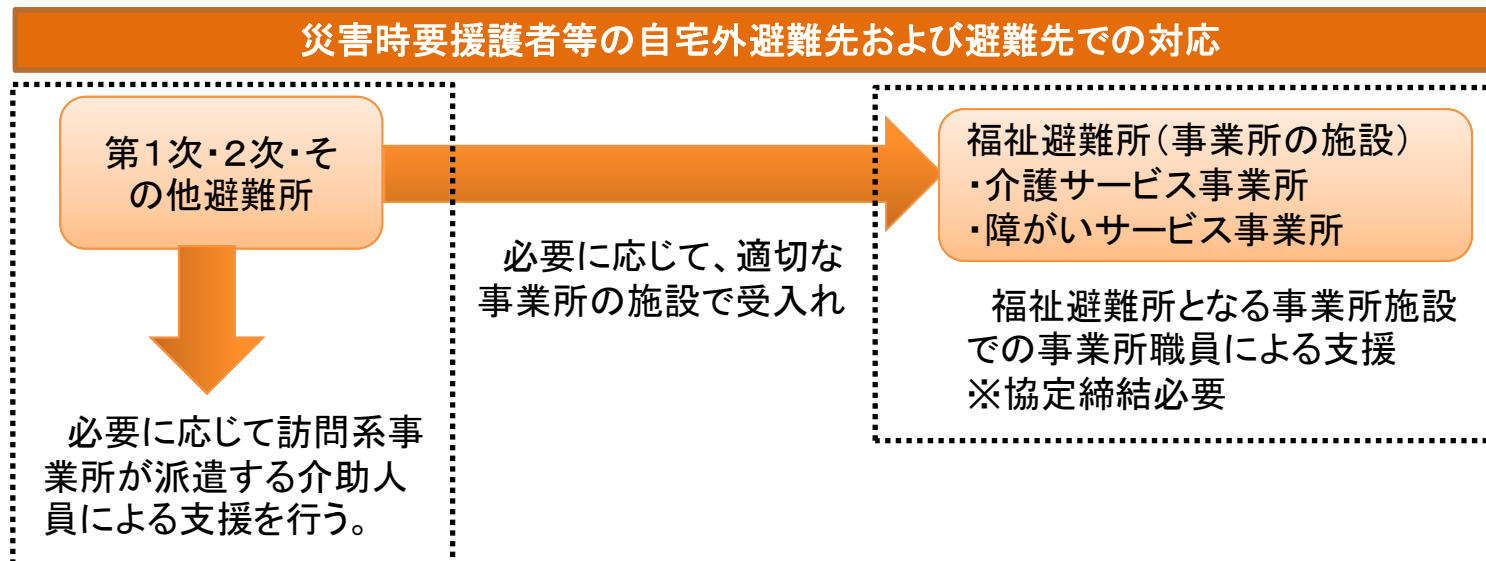 災害時要援護者等の自宅外避難先および避難先での対応
第１次・２次・そ
の他避難所
必要に応じて訪問系事
業所が派遣する介助人
員による支援を行う。
必要に応じて、適切な
事業所の施設で受入れ
福祉避難所（事業所の施設）
・介護サービス事業所
・障がいサービス事業所
福祉避難所となる事業所施設
での事業所職員による支援
※協定締結必要